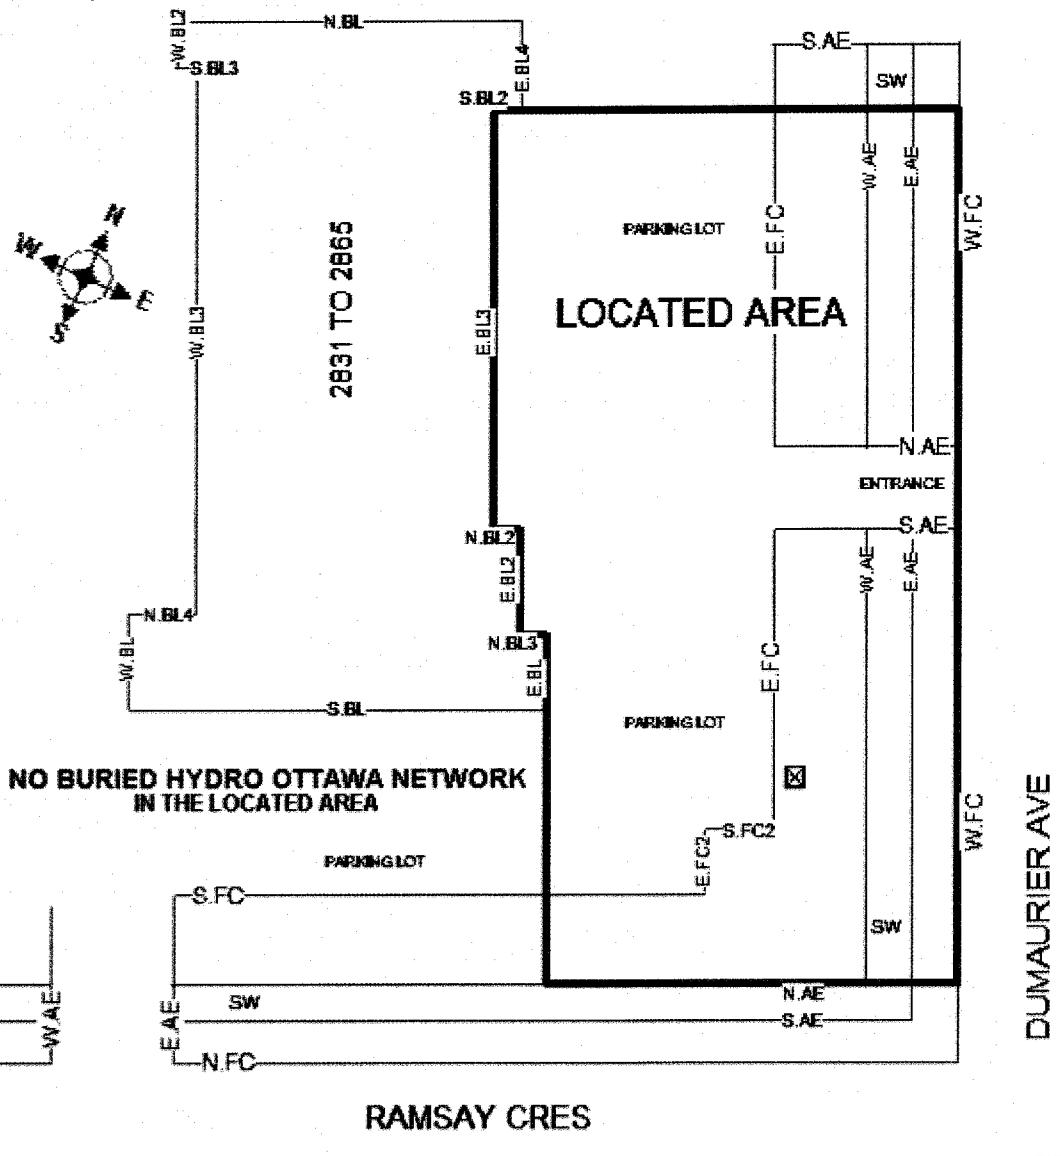 W.BL2
N.BL
S.BL3
E.BL4
S.BL2
S.AE
SW
W.AE
E.AE
W.FC
E.FC
PARKING LOT
LOCATED AREA
N
W
E
S
2831 TO 2865
W.BL3
E.BL3
N.AE
ENTRANCE
S.AE
N.BL2
E.BL2
W.AE
E.AE
N.BL4
W.BL
N.BL3
E.BL
E.FC
S.BL
PARKING LOT
NO BURIED HYDRO OTTAWA NETWORK
IN THE LOCATED AREA
S.FC2
E.FC2
W.FC
DUMAURIER AVE
PARKING LOT
S.FC
SW
W.AE
E.AE
SW
N.AE
S.AE
N.FC
RAMSAY CRES